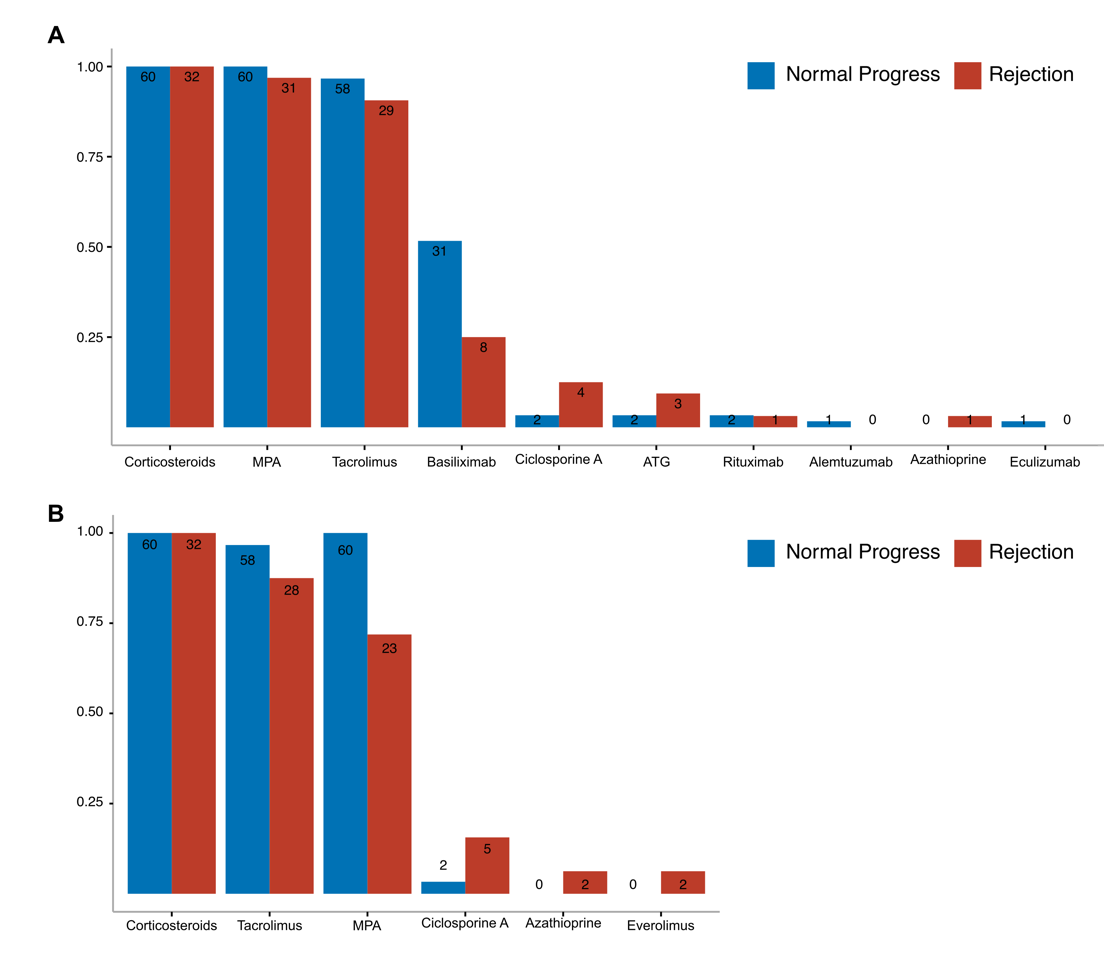 A
1.00
0.75
0.50
0.25
Normal Progress Rejection
60 32 60 31 58 29 31 8 2 4 2 3 2 1 1 0 0 1 1 0
Corticosteroids MPA Tacrolimus Basiliximab Ciclosporine A ATG Rituximab Alemtuzumab Azathioprine Eculizumab
B
1.00
0.75
0.50
0.25
Normal Progress Rejection
60 32 58 28 60 23 2 5 0 2 0 2
Corticosteroids Tacrolimus MPA Ciclosporine A Azathioprine Everolimus